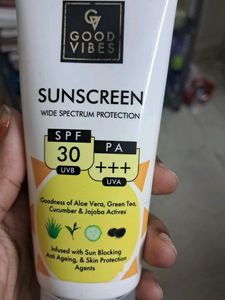 GV
GOOD
VIBES
SUNSCREEN
WIDE SPECTRUM PROTECTION
SPF PA
30 +++
UVB UVA
Goodness of Aloe Vera, Green Tea,
Cucumber & Jojoba Actives
Infused with Sun Blocking
Anti Ageing, & Skin Protection
Agents